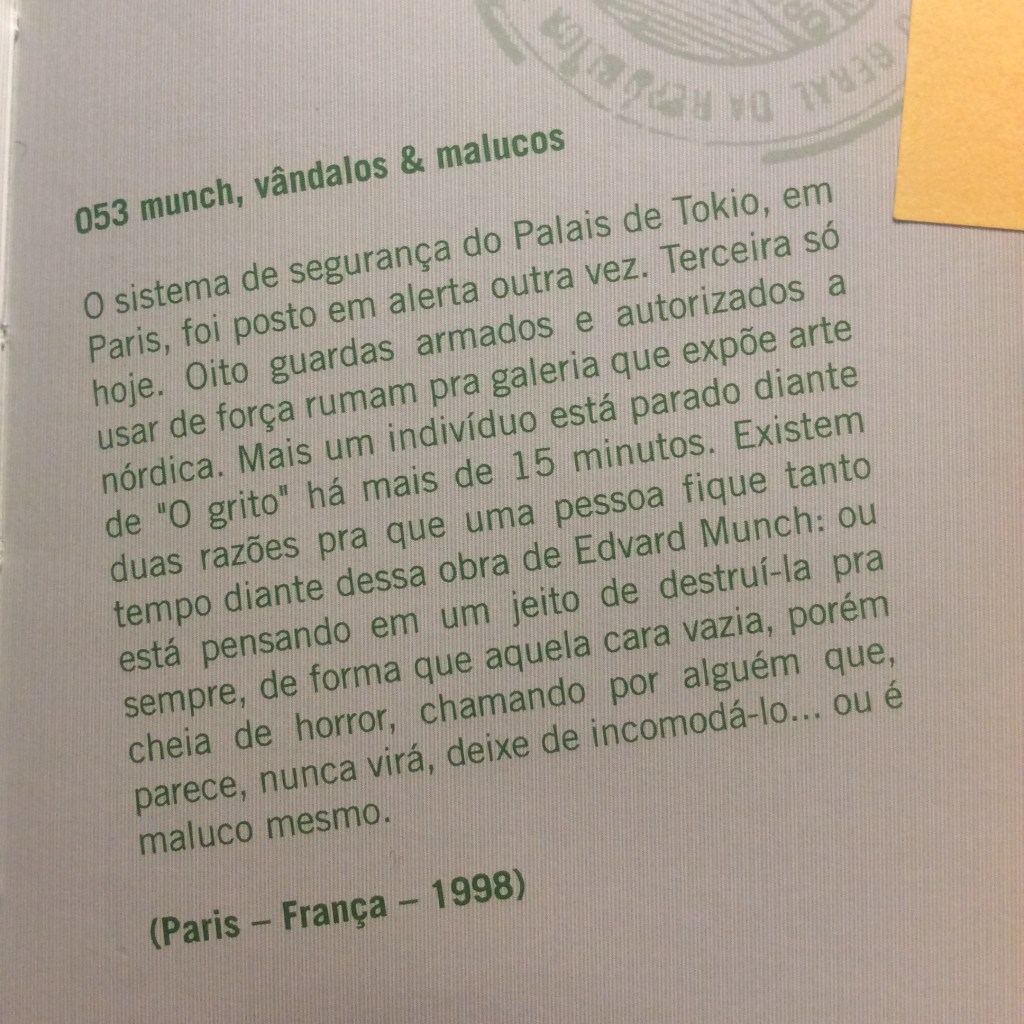 GERAL DA REPÚBLICA
053 munch, vândalos & malucos
O sistema de segurança do Palais de Tokio, em
Paris, foi posto em alerta outra vez. Terceira só
hoje. Oito guardas armados e autorizados a
usar de força rumam pra galeria que expõe arte
nórdica. Mais um indivíduo está parado diante
de "O grito" há mais de 15 minutos. Existem
duas razões pra que uma pessoa fique tanto
tempo diante dessa obra de Edvard Munch: ou
está pensando em um jeito de destruí-la pra
sempre, de forma que aquela cara vazia, porém
cheia de horror, chamando por alguém que,
parece, nunca virá, deixe de incomodá-lo... ou é
maluco mesmo.
(Paris – França – 1998)